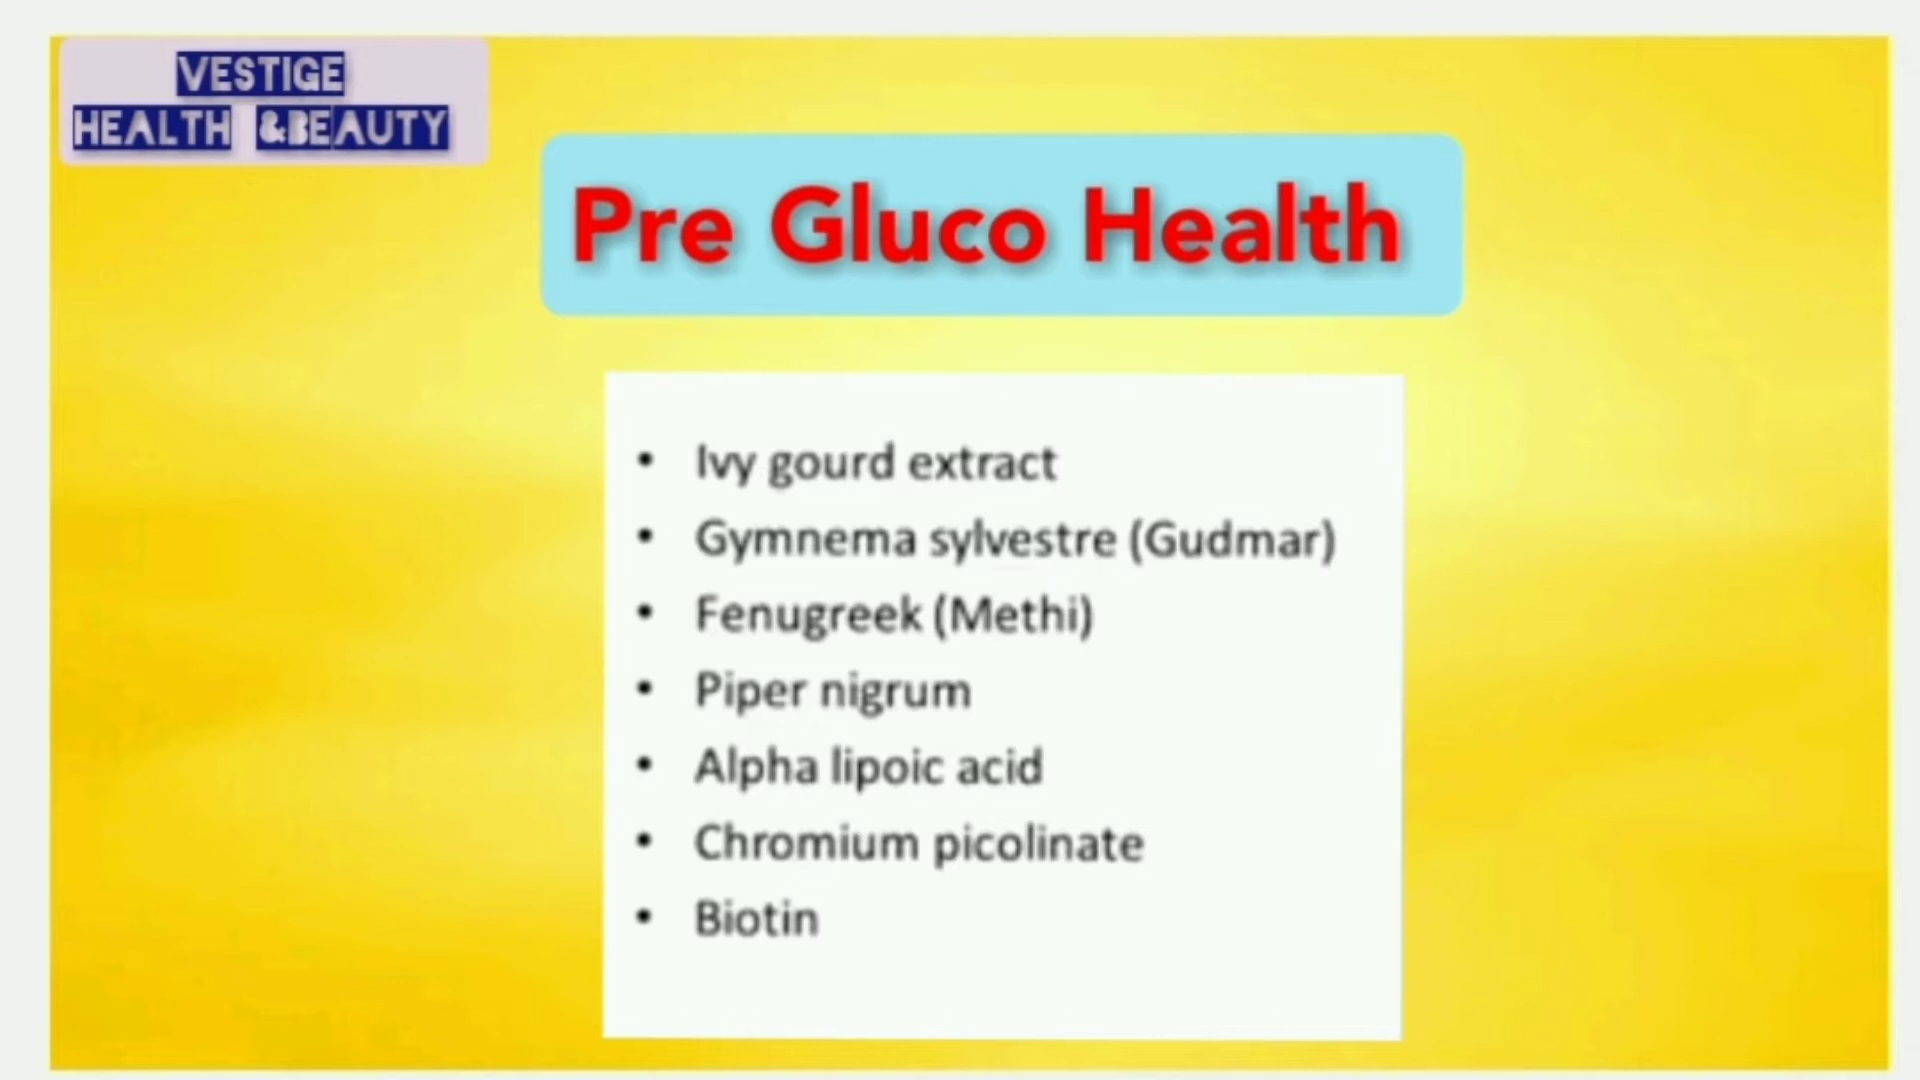 VESTIGE
HEALTH &BEAUTY
Pre Gluco Health
• Ivy gourd extract
• Gymnema sylvestre (Gudmar)
• Fenugreek (Methi)
• Piper nigrum
• Alpha lipoic acid
• Chromium picolinate
• Biotin